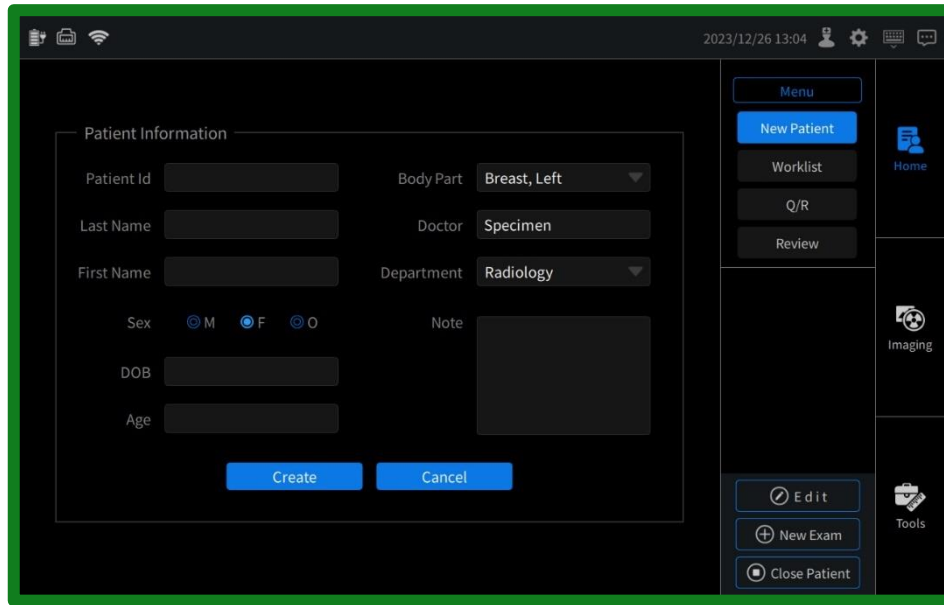 2023/12/26 13:04
Menu
New Patient
Worklist
Q/R
Review
Home
Imaging
Tools
Patient Information
Patient Id
Body Part Breast, Left
Last Name
Doctor Specimen
First Name
Department Radiology
Sex M F O
Note
DOB
Age
Create Cancel
Edit
New Exam
Close Patient